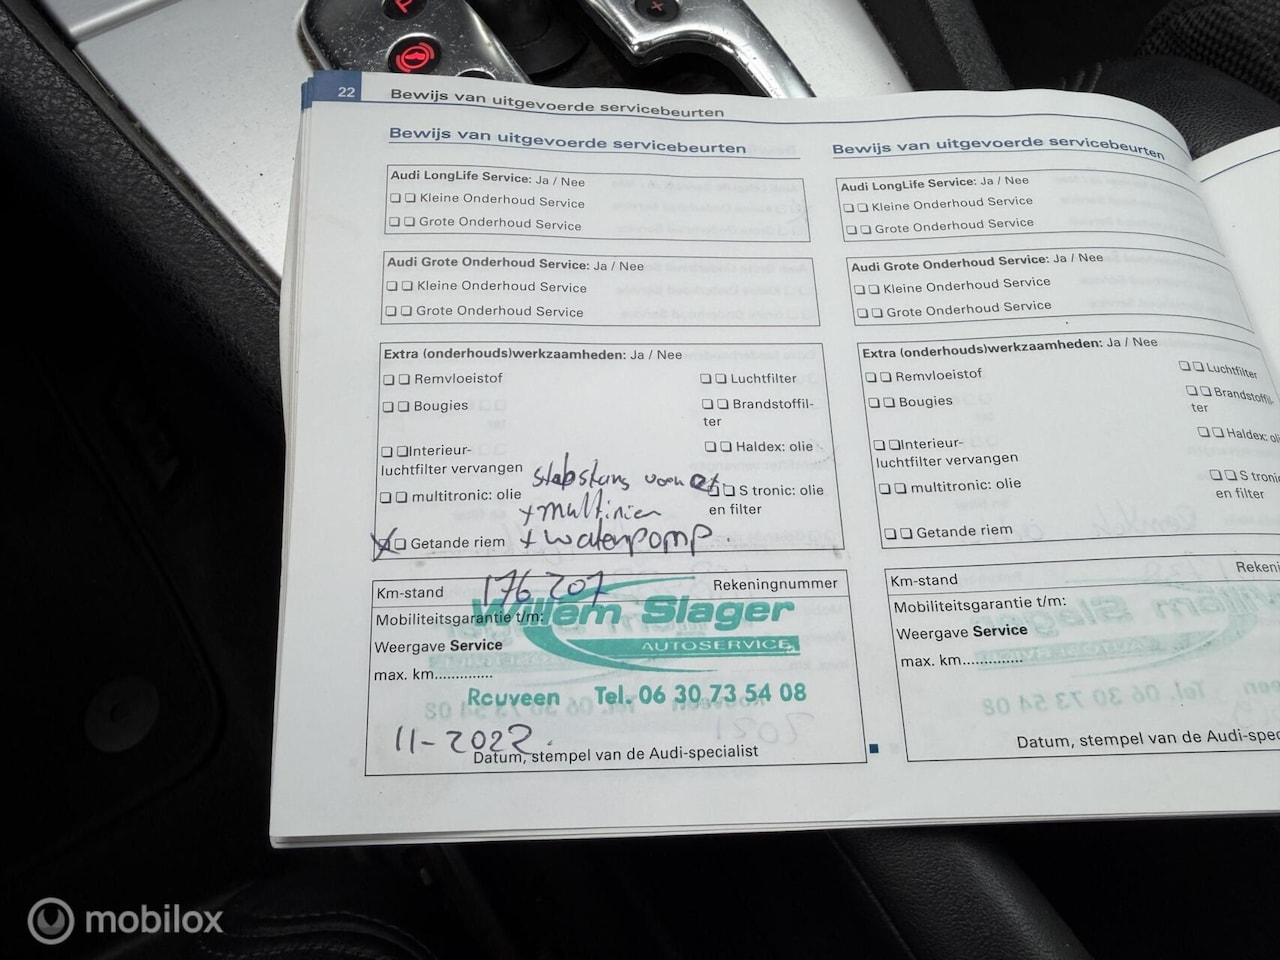 22 Bewijs van uitgevoerde servicebeurten
Bewijs van uitgevoerde servicebeurten
Audi LongLife Service: Ja / Nee
Kleine Onderhoud Service
Grote Onderhoud Service
Audi Grote Onderhoud Service: Ja / Nee
Kleine Onderhoud Service
Grote Onderhoud Service
Extra (onderhouds)werkzaamheden: Ja / Nee
Remvloeistof
Luchtfilter
Bougies
Brandstoffil-
ter
Interieur-
luchtfilter vervangen
Haldex: olie
multitronic: olie
S tronic: olie
en filter
+ multirien
Getande riem + waterpomp.
Km-stand 176 207 Rekeningnummer
Mobiliteitsgarantie t/m:
Weergave Service
max. km..............
Willem Slager
AUTOSERVICE
Rouveen Tel. 06 30 73 54 08
11-2022.
Datum, stempel van de Audi-specialist
Bewijs van uitgevoerde servicebeurten
Audi LongLife Service: Ja / Nee
Kleine Onderhoud Service
Grote Onderhoud Service
Audi Grote Onderhoud Service: Ja / Nee
Kleine Onderhoud Service
Grote Onderhoud Service
Extra (onderhouds)werkzaamheden: Ja / Nee
Remvloeistof
Luchtfilter
Bougies
Brandstoffil-
ter
Interieur-
luchtfilter vervangen
Haldex: oli
multitronic: olie
S tronic
en filter
Getande riem
Km-stand Rekeni
Mobiliteitsgarantie t/m:
Weergave Service
max. km..............
Datum, stempel van de Audi-spec
mobilox